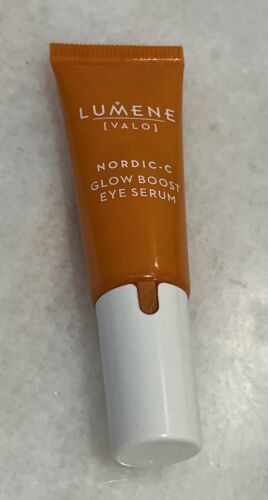 LUMENE
[VALO]
NORDIC-C
GLOW BOOST
EYE SERUM